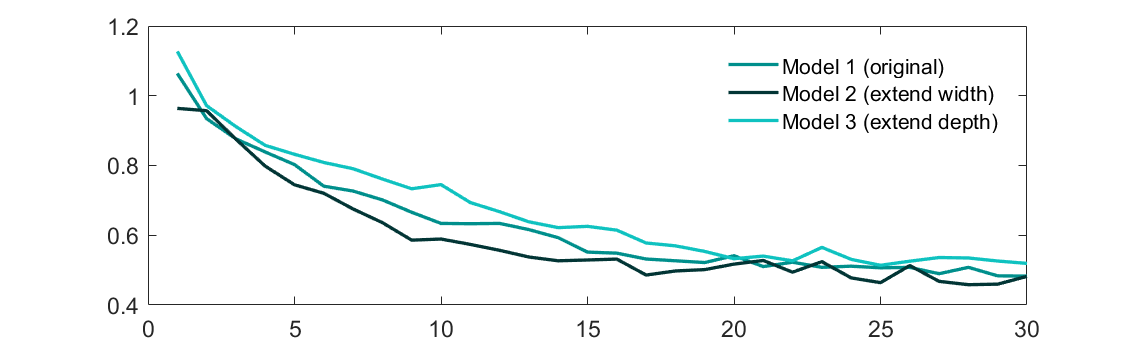 1.2
1
0.8
0.6
0.4
0 5 10 15 20 25 30
Model 1 (original)
Model 2 (extend width)
Model 3 (extend depth)